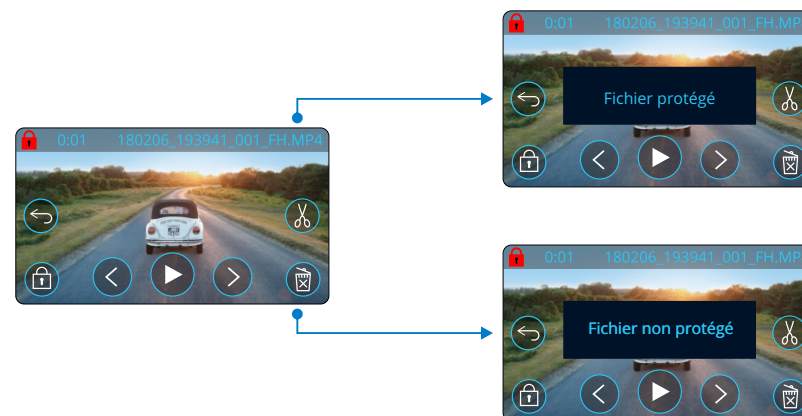 0:01 180206_193941_001_FH.MP4
0:01 180206_193941_001_FH.MP
Fichier protégé
0:01 180206_193941_001_FH.MP
Fichier non protégé